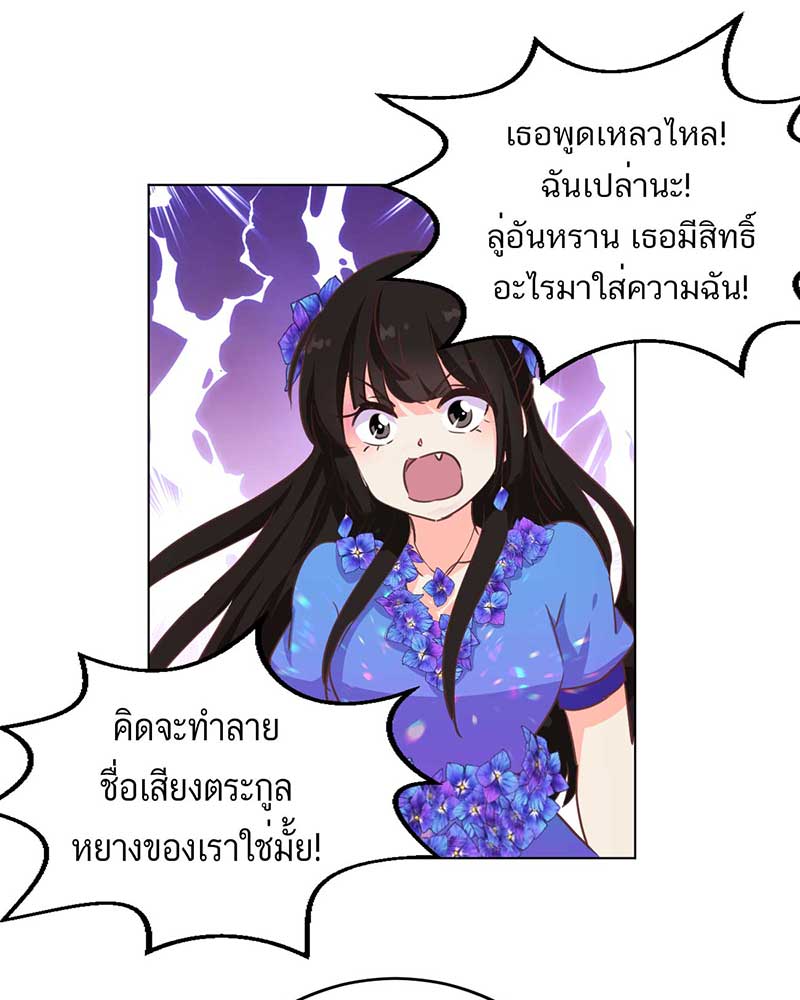 เธอพูดเหลวไหล!
ฉันเปล่านะ!
ลู่อันหราน เธอมีสิทธิ์
อะไรมาใส่ความฉัน!
คิดจะทำลาย
ชื่อเสียงตระกูล
หยางของเราใช่มั้ย!